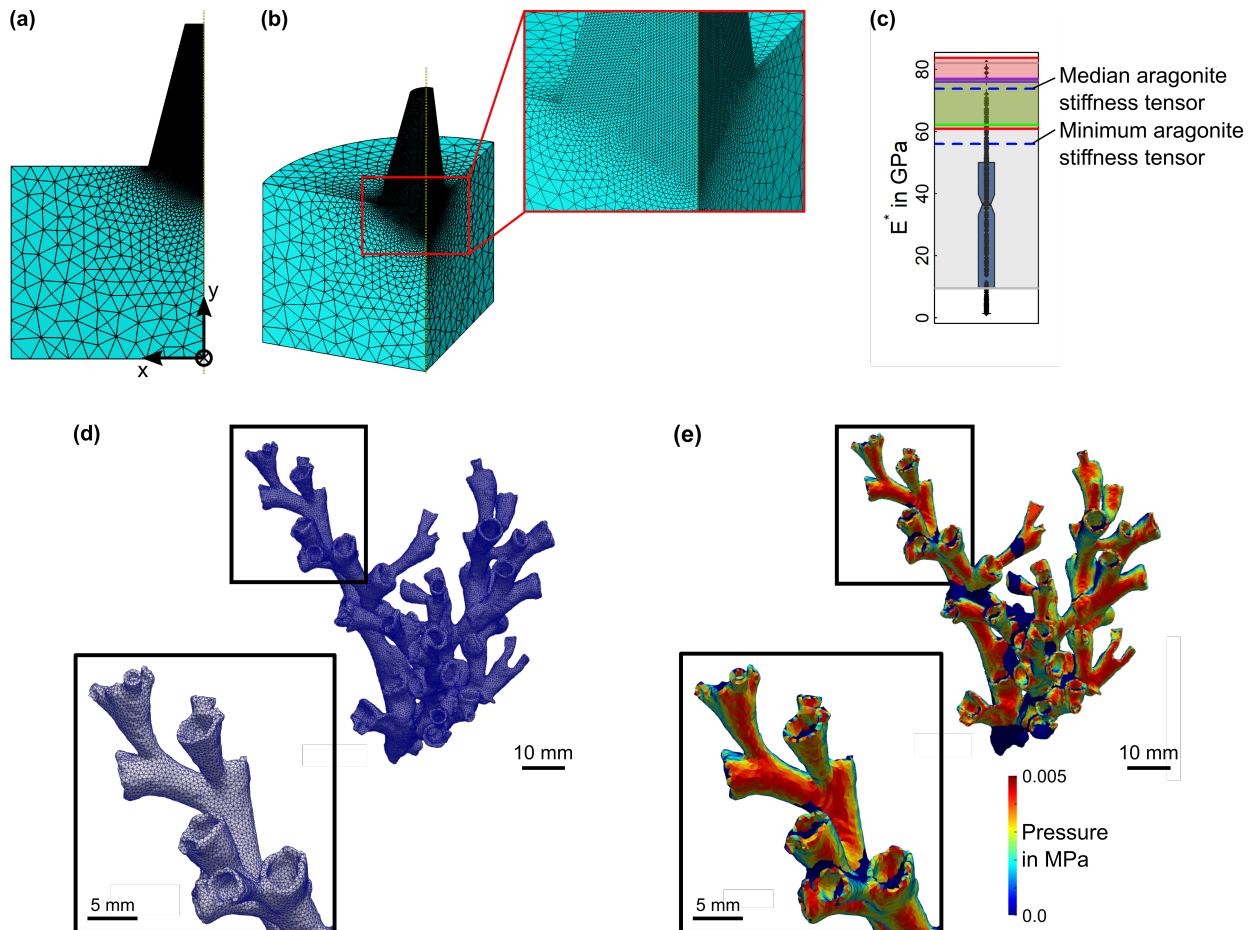 (a)
(b)
(c)
y
x
E* in GPa
0
20
40
60
80
Median aragonite
stiffness tensor
Minimum aragonite
stiffness tensor
(d)
10 mm
5 mm
(e)
10 mm
0.005
Pressure
in MPa
0.0
5 mm